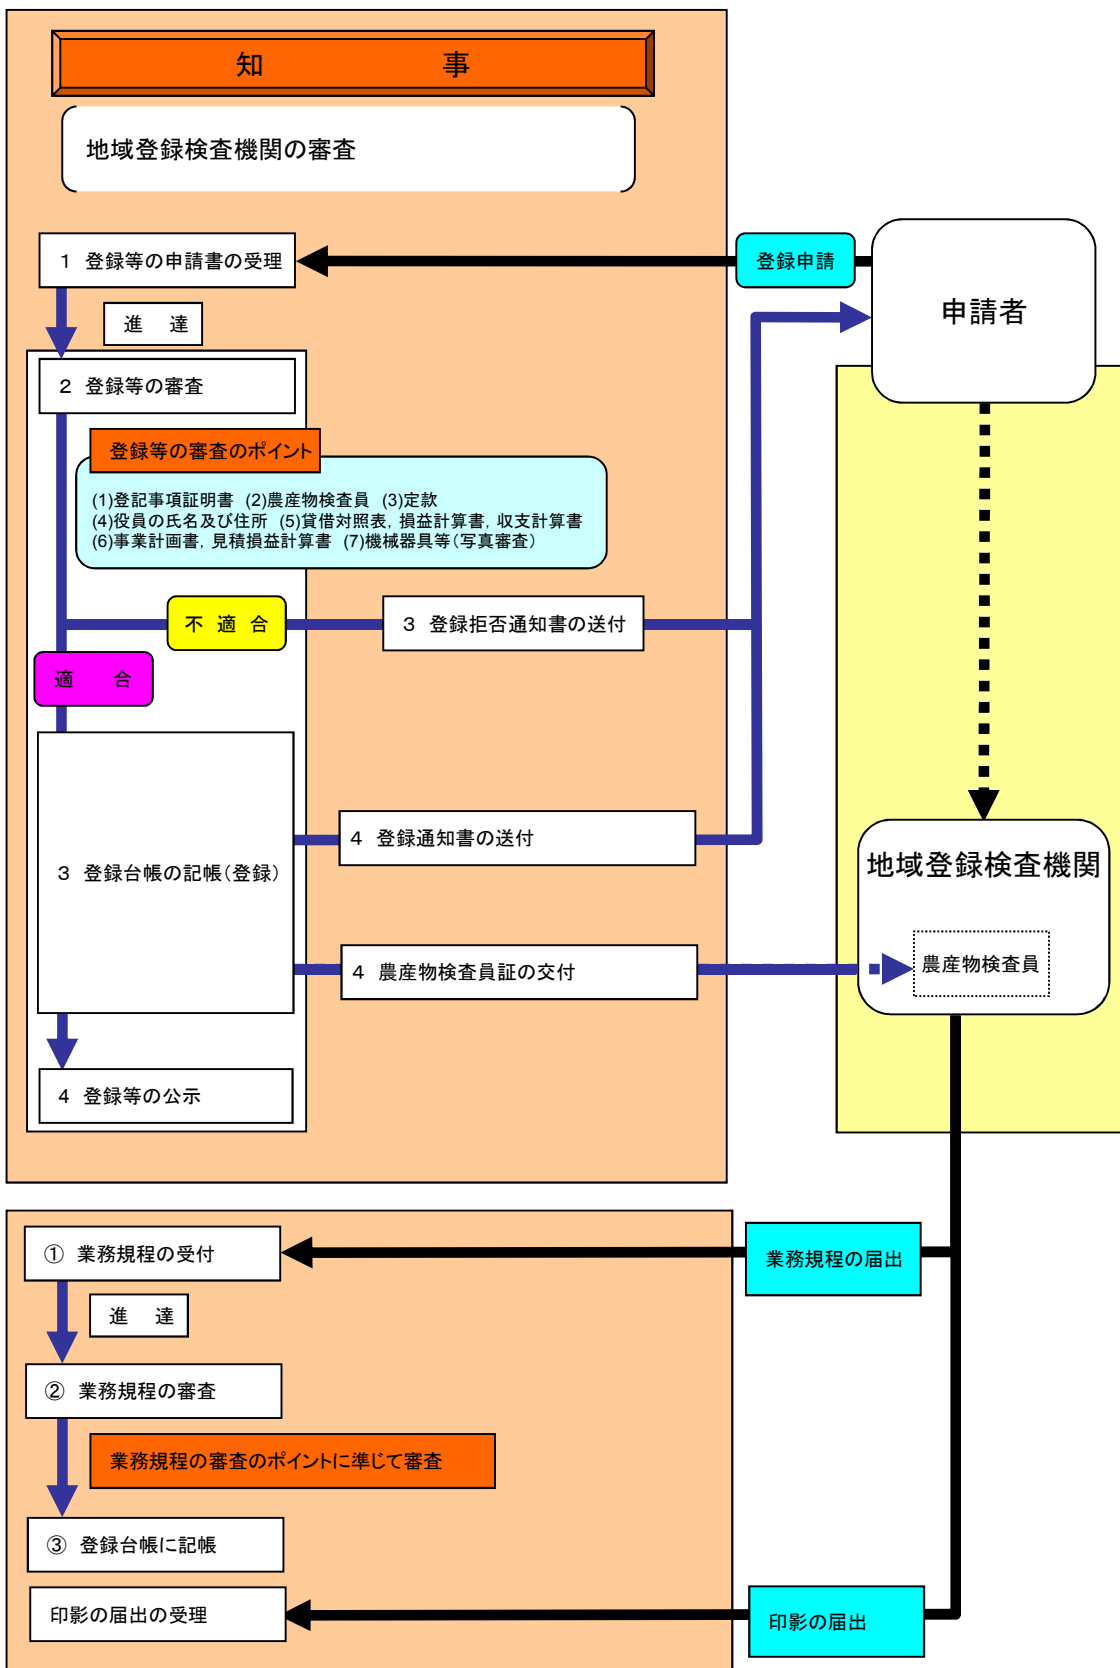 知　事
地域登録検査機関の審査
1 登録等の申請書の受理
登録申請
申請者
進　達
2 登録等の審査
登録等の審査のポイント
(1)登記事項証明書 (2)農産物検査員 (3)定款
(4)役員の氏名及び住所 (5)貸借対照表，損益計算書，収支計算書
(6)事業計画書，見積損益計算書 (7)機械器具等（写真審査）
不 適 合
3 登録拒否通知書の送付
適　合
3 登録台帳の記帳（登録）
4 登録通知書の送付
地域登録検査機関
4 農産物検査員証の交付
農産物検査員
4 登録等の公示
① 業務規程の受付
業務規程の届出
進　達
② 業務規程の審査
業務規程の審査のポイントに準じて審査
③ 登録台帳に記帳
印影の届出の受理
印影の届出